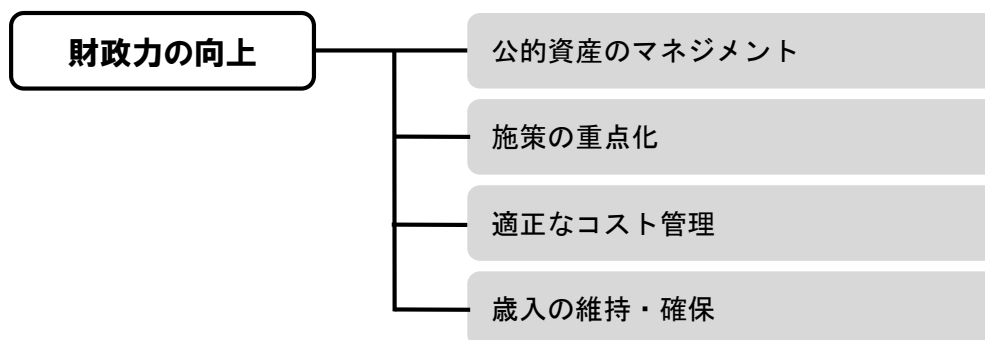 財政力の向上
公的資産のマネジメント
施策の重点化
適正なコスト管理
歳入の維持・確保